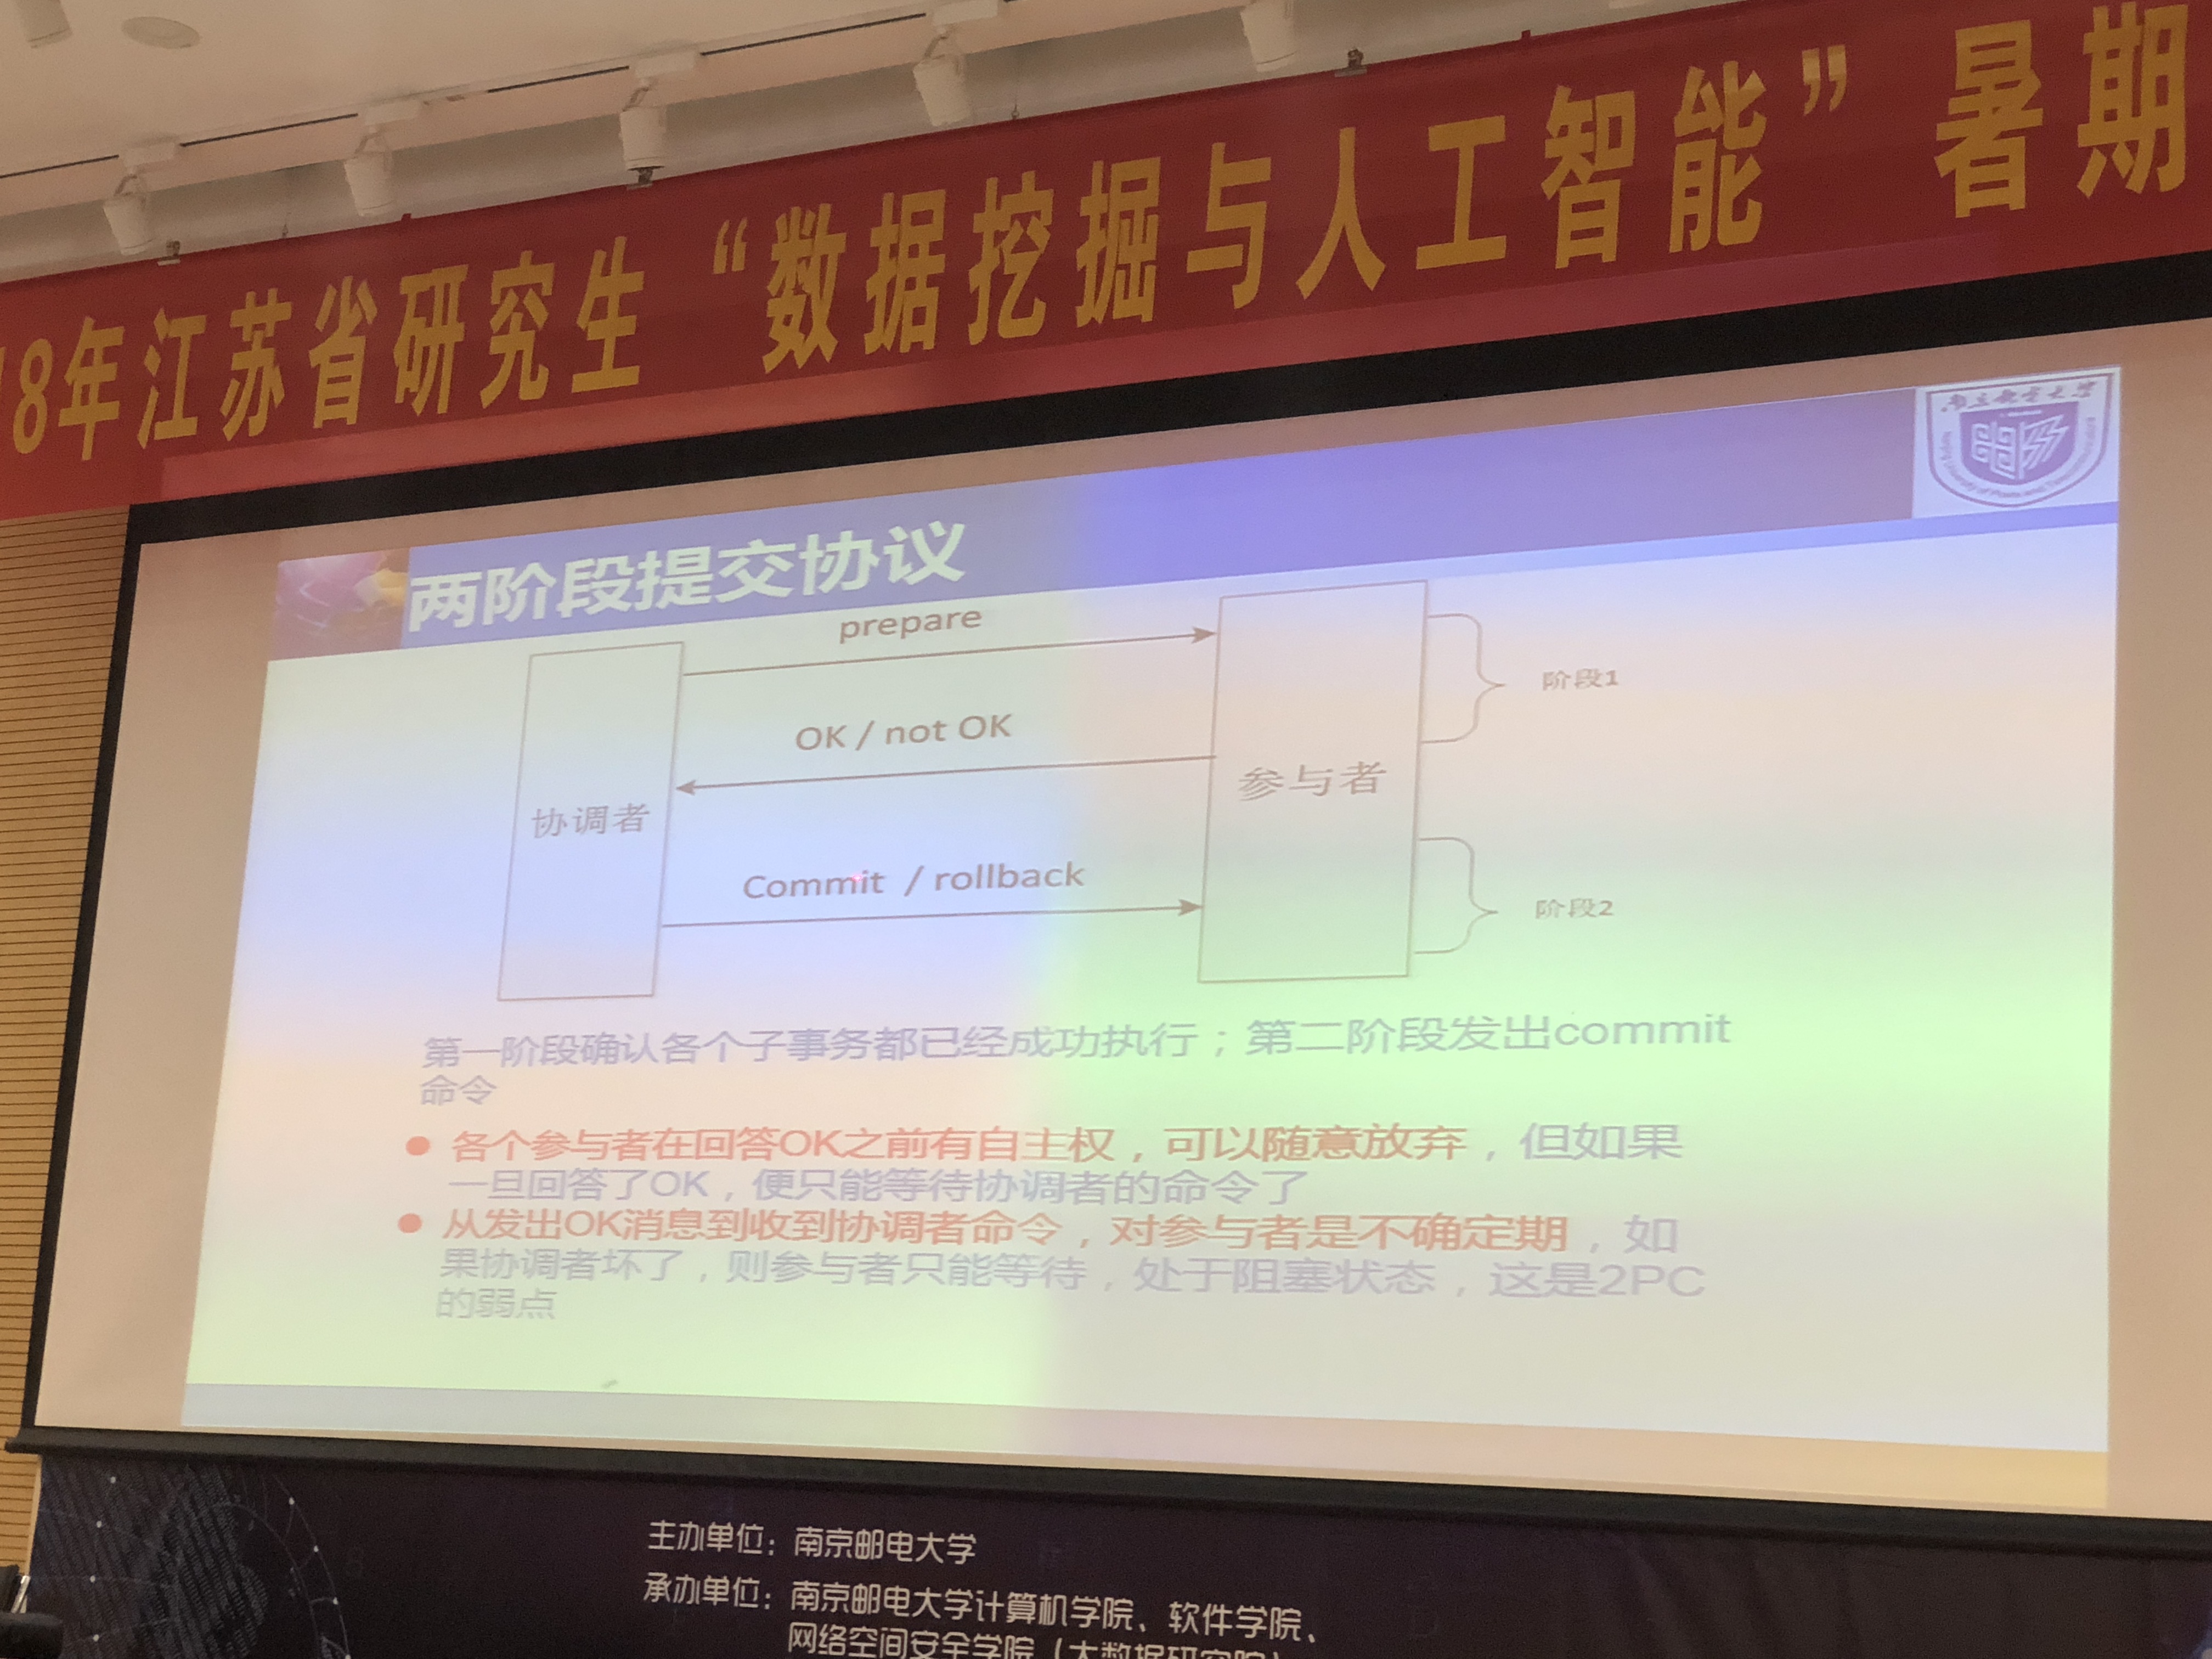 18年江苏省研究生“数据挖掘与人工智能”暑期
南京邮电大学
两阶段提交协议
prepare
阶段1
OK / not OK
协调者
参与者
Commit / rollback
阶段2
第一阶段确认各个子事务都已经成功执行；第二阶段发出commit
命令
● 各个参与者在回答OK之前有自主权，可以随意放弃，但如果
一旦回答了OK，便只能等待协调者的命令了
● 从发出OK消息到收到协调者命令，对参与者是不确定期，如
果协调者坏了，则参与者只能等待，处于阻塞状态，这是2PC
的弱点
主办单位：南京邮电大学
承办单位：南京邮电大学计算机学院、软件学院、
网络空间安全学院（大数据研究院）